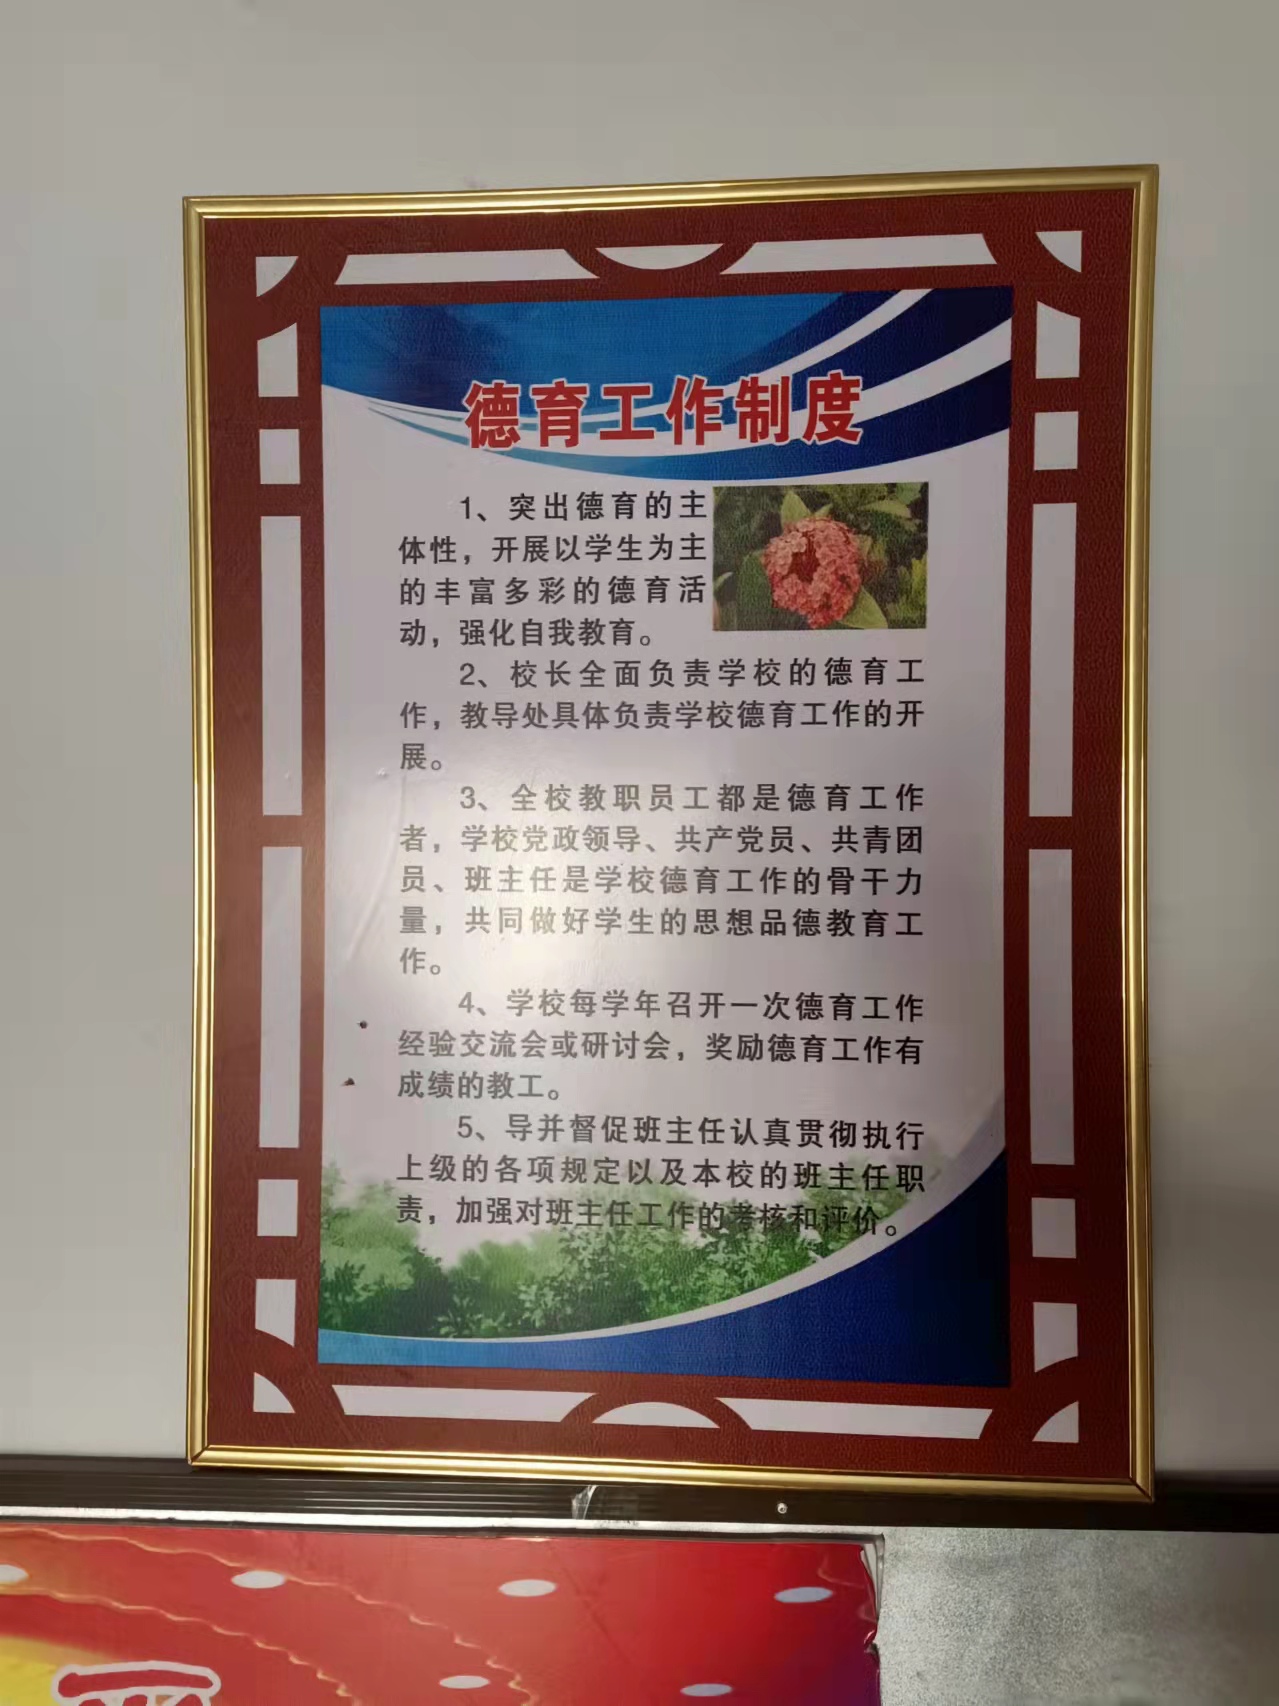 德育工作制度
1、突出德育的主
体性，开展以学生为主
的丰富多彩的德育活
动，强化自我教育。
2、校长全面负责学校的德育工
作，教导处具体负责学校德育工作的开
展。
3、全校教职员工都是德育工作
者，学校党政领导、共产党员、共青团
员、班主任是学校德育工作的骨干力
量，共同做好学生的思想品德教育工
作。
4、学校每学年召开一次德育工作
经验交流会或研讨会，奖励德育工作有
成绩的教工。
5、导并督促班主任认真贯彻执行
上级的各项规定以及本校的班主任职
责，加强对班主任工作的考核和评价。